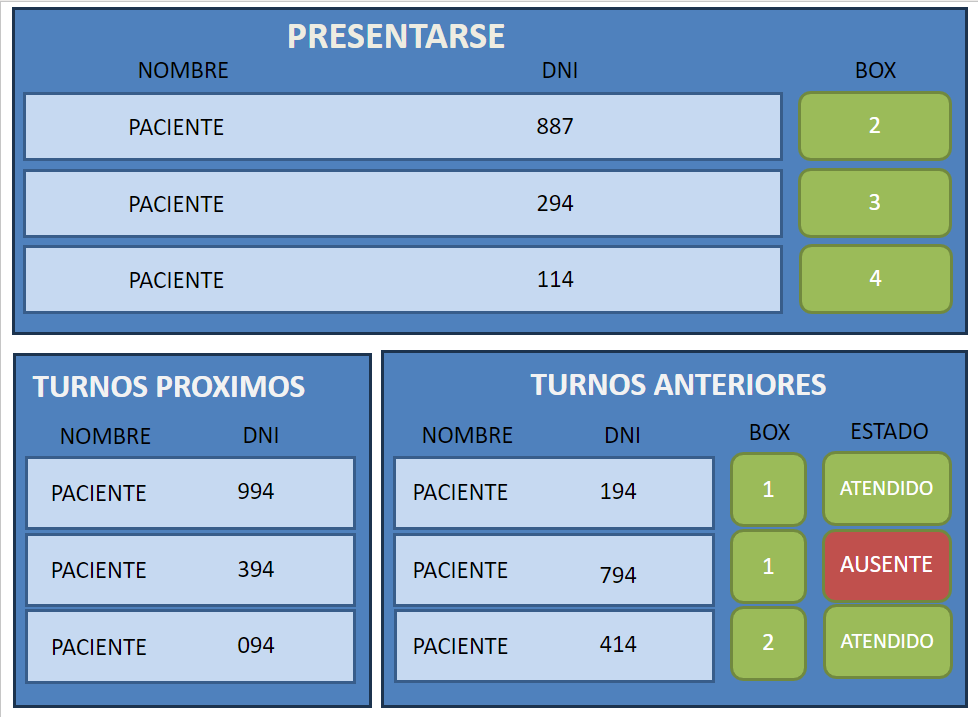 PRESENTARSE
NOMBRE DNI BOX
PACIENTE 887 2
PACIENTE 294 3
PACIENTE 114 4
TURNOS PROXIMOS
NOMBRE DNI
PACIENTE 994
PACIENTE 394
PACIENTE 094
TURNOS ANTERIORES
NOMBRE DNI BOX ESTADO
PACIENTE 194 1 ATENDIDO
PACIENTE 794 1 AUSENTE
PACIENTE 414 2 ATENDIDO